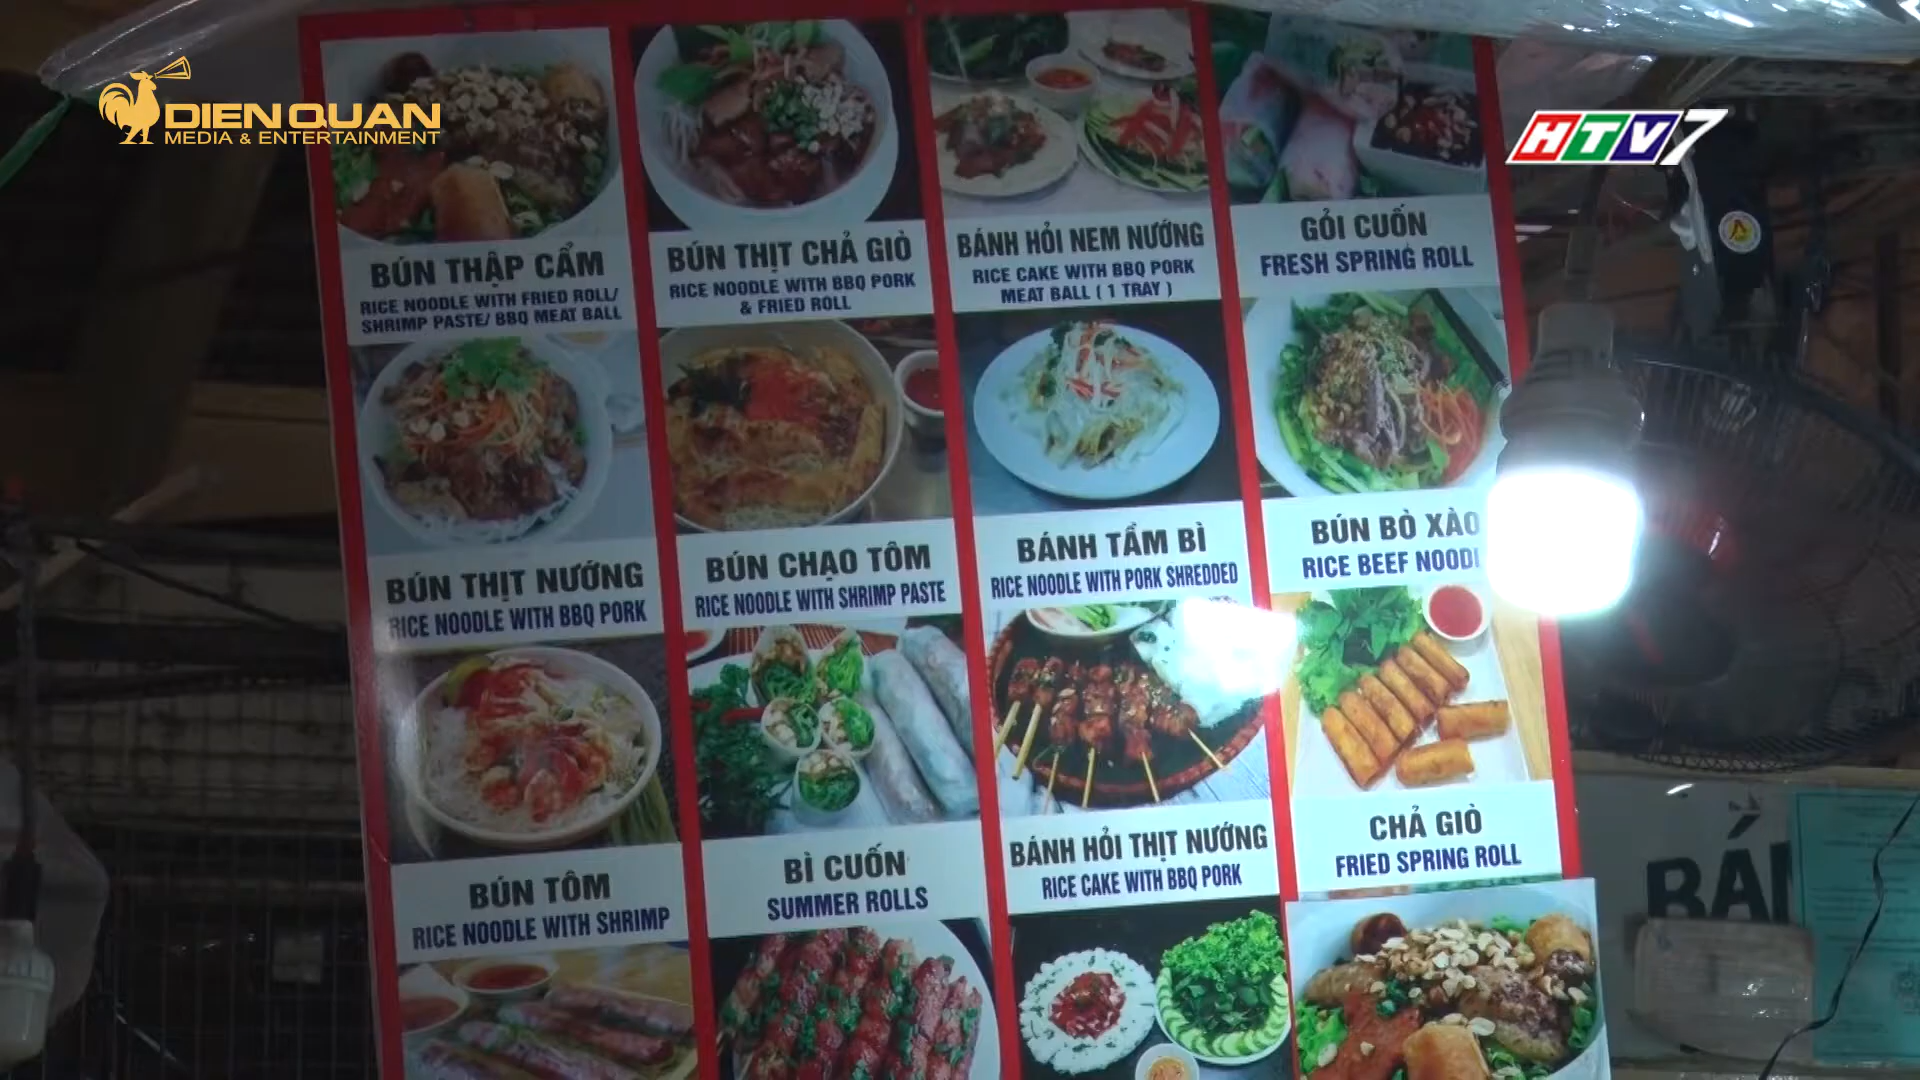 DIEN QUAN
MEDIA & ENTERTAINMENT
HTV7
BÚN THẬP CẨM
RICE NOODLE WITH FRIED ROLL/
SHRIMP PASTE/ BBQ MEAT BALL
BÚN THỊT CHẢ GIÒ
RICE NOODLE WITH BBQ PORK
& FRIED ROLL
BÁNH HỎI NEM NƯỚNG
RICE CAKE WITH BBQ PORK
MEAT BALL ( 1 TRAY )
GỎI CUỐN
FRESH SPRING ROLL
BÚN THỊT NƯỚNG
RICE NOODLE WITH BBQ PORK
BÚN CHẠO TÔM
RICE NOODLE WITH SHRIMP PASTE
BÁNH TẰM BÌ
RICE NOODLE WITH PORK SHREDDED
BÚN BÒ XÀO
RICE BEEF NOODL
BÚN TÔM
RICE NOODLE WITH SHRIMP
BÌ CUỐN
SUMMER ROLLS
BÁNH HỎI THỊT NƯỚNG
RICE CAKE WITH BBQ PORK
CHẢ GIÒ
FRIED SPRING ROLL